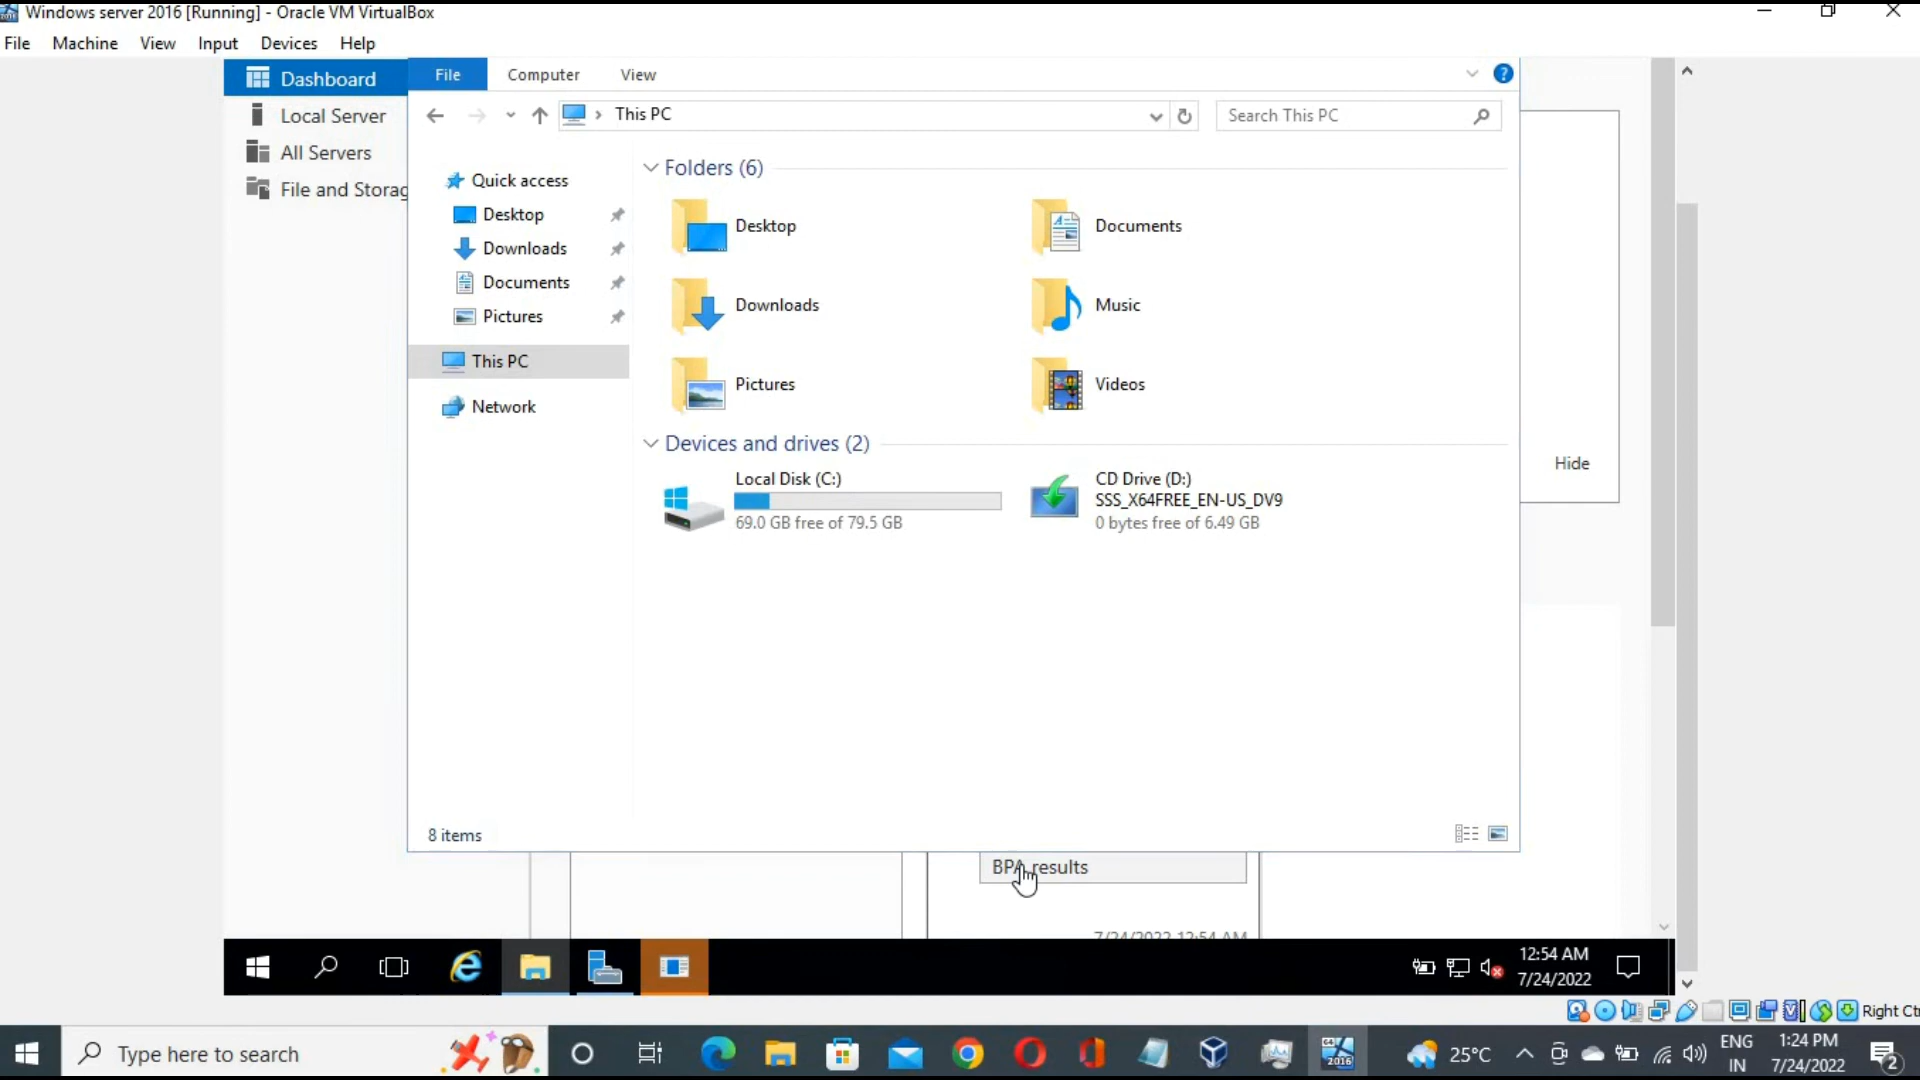 Windows server 2016 [Running] - Oracle VM VirtualBox
File Machine View Input Devices Help
Dashboard
Local Server
All Servers
File and Storag
File Computer View
This PC
Search This PC
Quick access
Desktop
Downloads
Documents
Pictures
This PC
Network
Folders (6)
Desktop
Documents
Downloads
Music
Pictures
Videos
Devices and drives (2)
Local Disk (C:)
69.0 GB free of 79.5 GB
CD Drive (D:)
SSS_X64FREE_EN-US_DV9
0 bytes free of 6.49 GB
Hide
8 items
BPA results
7/24/2022 12:54 AM
12:54 AM
7/24/2022
Right Ct
Type here to search
2016
25°C
ENG
IN
1:24 PM
7/24/2022
2